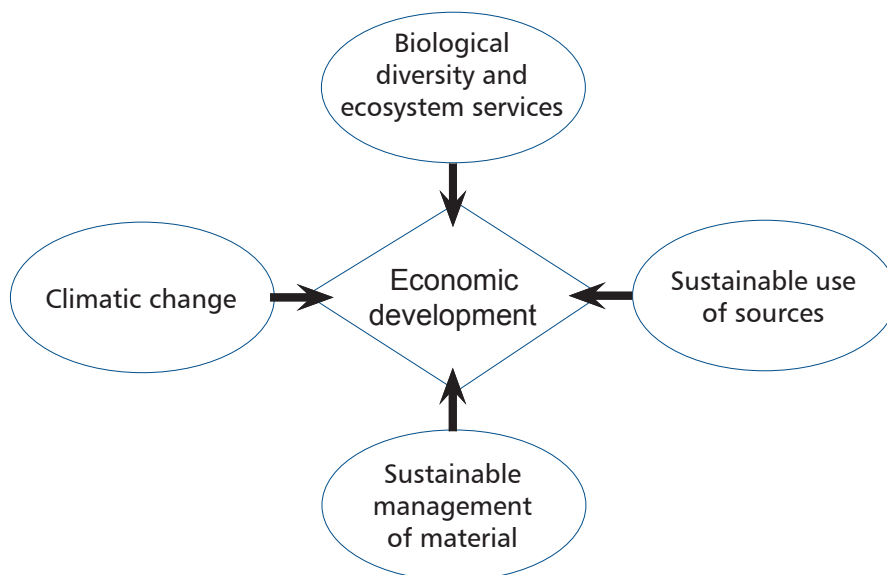 Biological
diversity and
ecosystem services
Climatic change
Economic
development
Sustainable use
of sources
Sustainable
management
of material